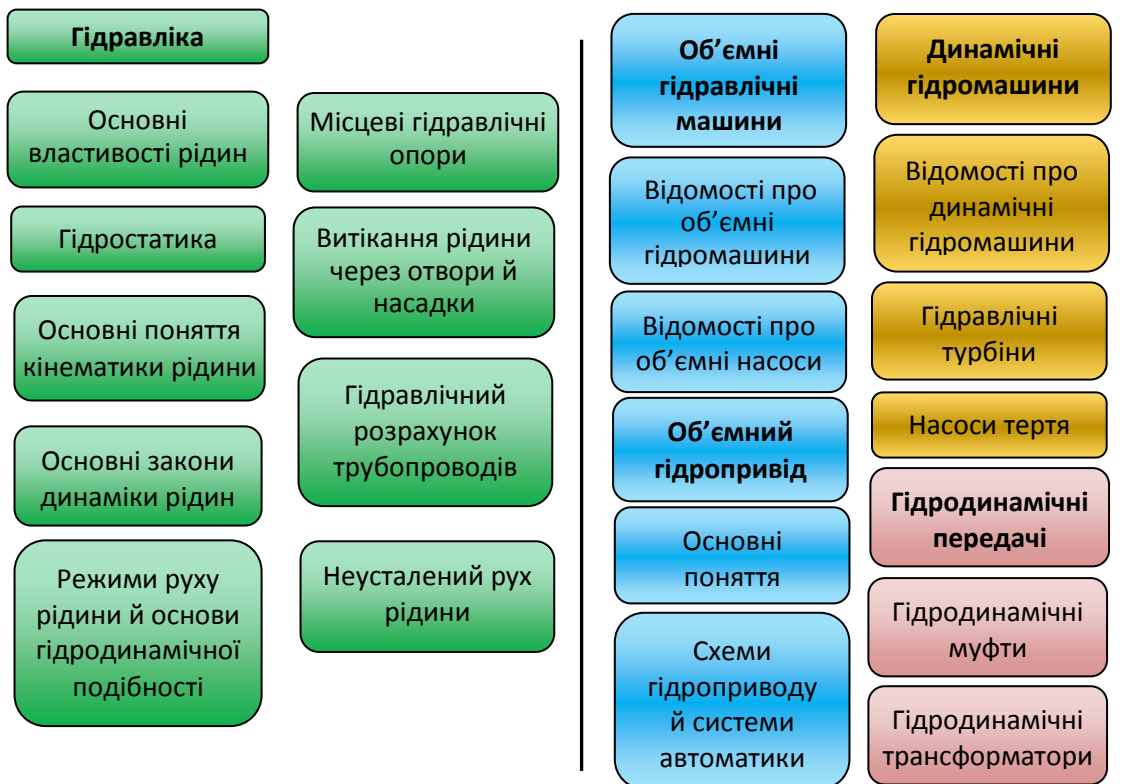 Гідравліка
Основні
властивості рідин
Гідростатика
Основні поняття
кінематики рідини
Основні закони
динаміки рідин
Режими руху
рідини й основи
гідродинамічної
подібності
Місцеві гідравлічні
опори
Витікання рідини
через отвори й
насадки
Гідравлічний
розрахунок
трубопроводів
Неусталений рух
рідини
Об’ємні
гідравлічні
машини
Відомості про
об’ємні
гідромашини
Відомості про
об’ємні насоси
Об’ємний
гідропривід
Основні
поняття
Схеми
гідроприводу
й системи
автоматики
Динамічні
гідромашини
Відомості про
динамічні
гідромашини
Гідравлічні
турбіни
Насоси тертя
Гідродинамічні
передачі
Гідродинамічні
муфти
Гідродинамічні
трансформатори